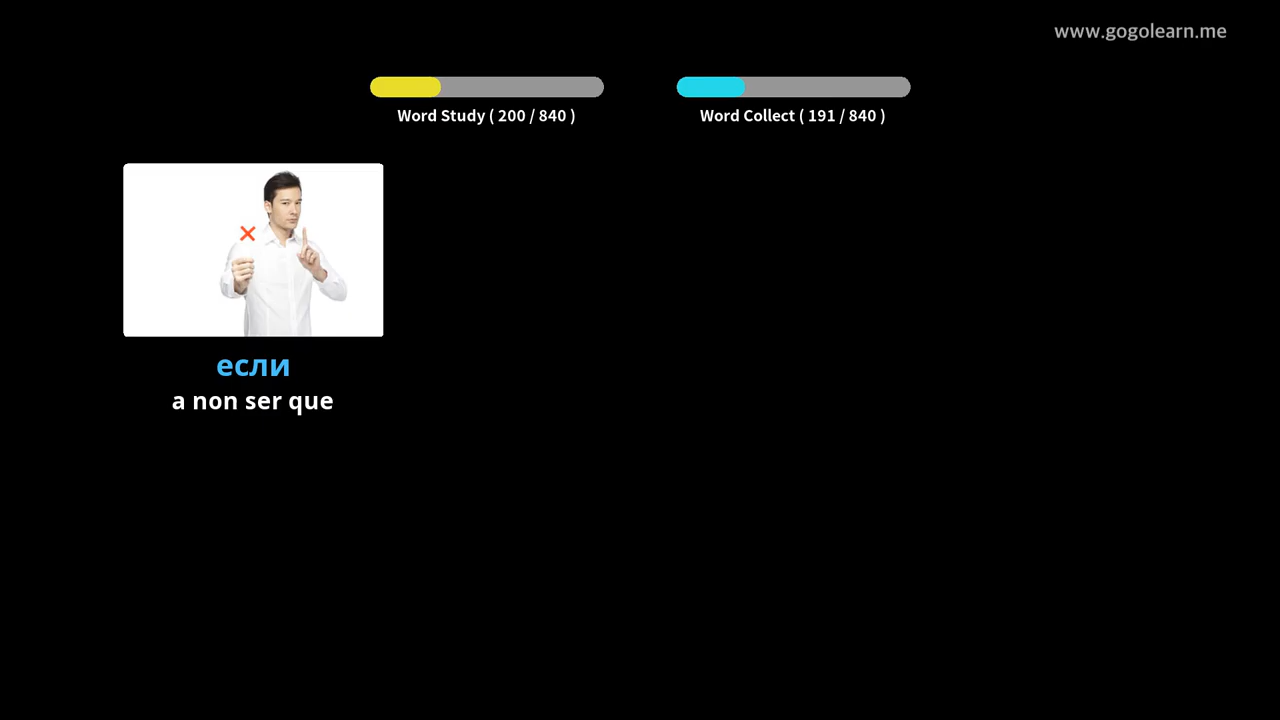 www.gogolearn.me
Word Study ( 200 / 840 )
Word Collect ( 191 / 840 )
если
a non ser que